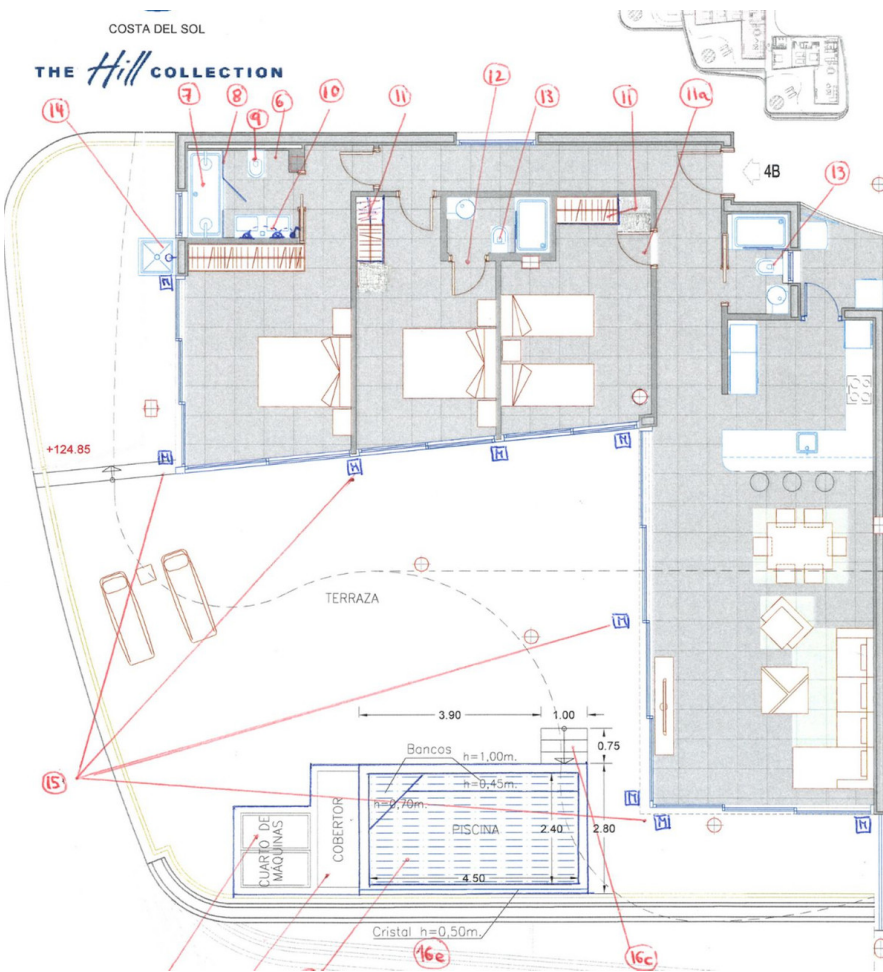 COSTA DEL SOL
THE Hill COLLECTION
7
8
9
6
10
11
12
13
11
11a
14
4B
13
M
+124.85
M
M
M
M
TERRAZA
M
3.90
1.00
0.75
Bancos
h=1,00m.
h=0,45m.
h=0,70m.
15
CUARTO DE
MÁQUINAS
COBERTOR
PISCINA
2.40
2.80
4.50
M
M
M
Cristal h=0,50m.
16e
16c